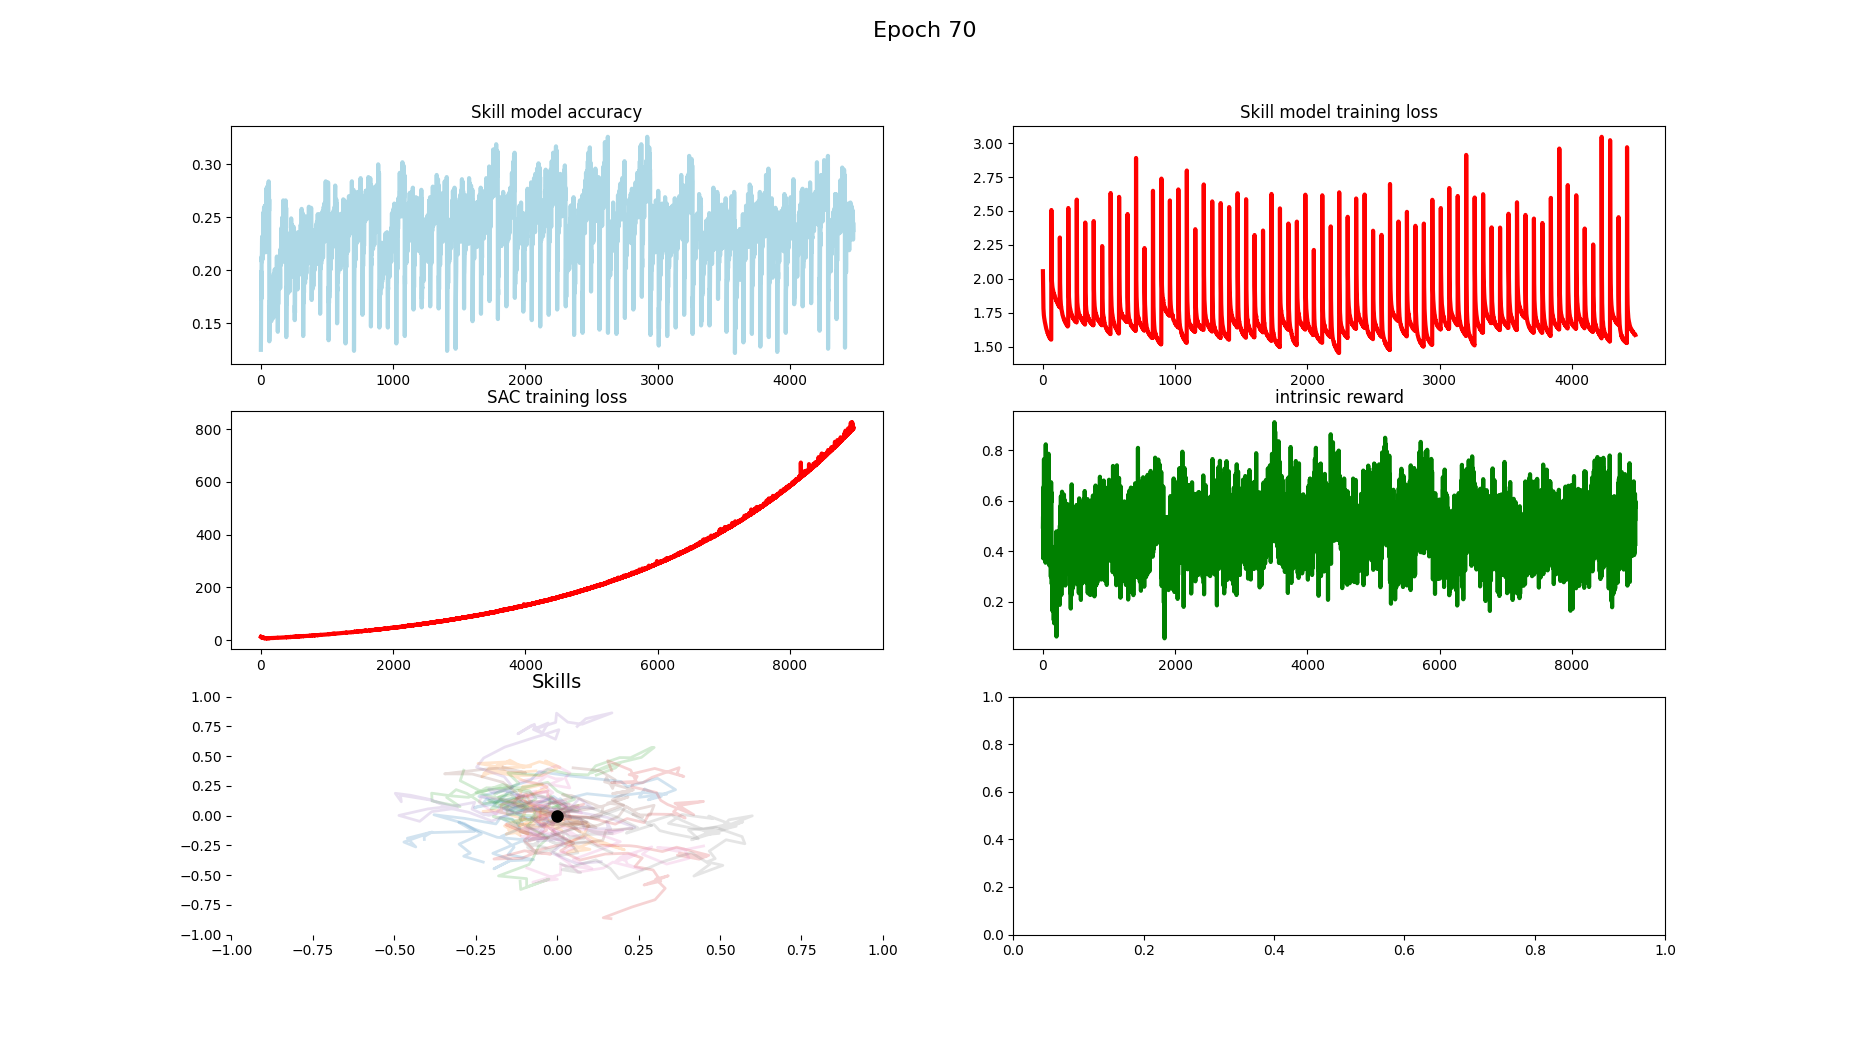 Epoch 70
Skill model accuracy
Skill model training loss
0.30
0.25
0.20
0.15
0 1000 2000 3000 4000
3.00
2.75
2.50
2.25
2.00
1.75
1.50
0 1000 2000 3000 4000
SAC training loss
intrinsic reward
800
600
400
200
0
0 2000 4000 6000 8000
0.8
0.6
0.4
0.2
0 2000 4000 6000 8000
Skills
1.00
0.75
0.50
0.25
0.00
−0.25
−0.50
−0.75
−1.00
−1.00 −0.75 −0.50 −0.25 0.00 0.25 0.50 0.75 1.00
1.0
0.8
0.6
0.4
0.2
0.0
0.0 0.2 0.4 0.6 0.8 1.0